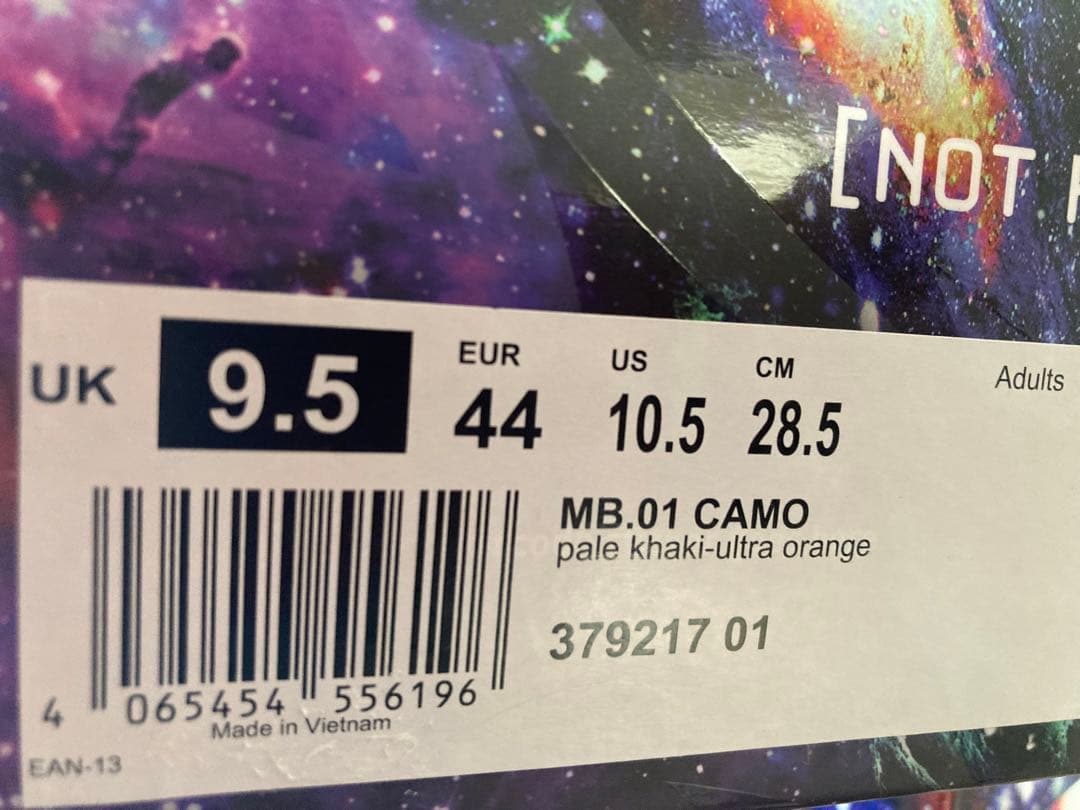 [NOT
UK 9.5 EUR 44 US 10.5 CM 28.5 Adults
MB.01 CAMO
pale khaki-ultra orange
379217 01
4 065454 556196
Made in Vietnam
EAN-13